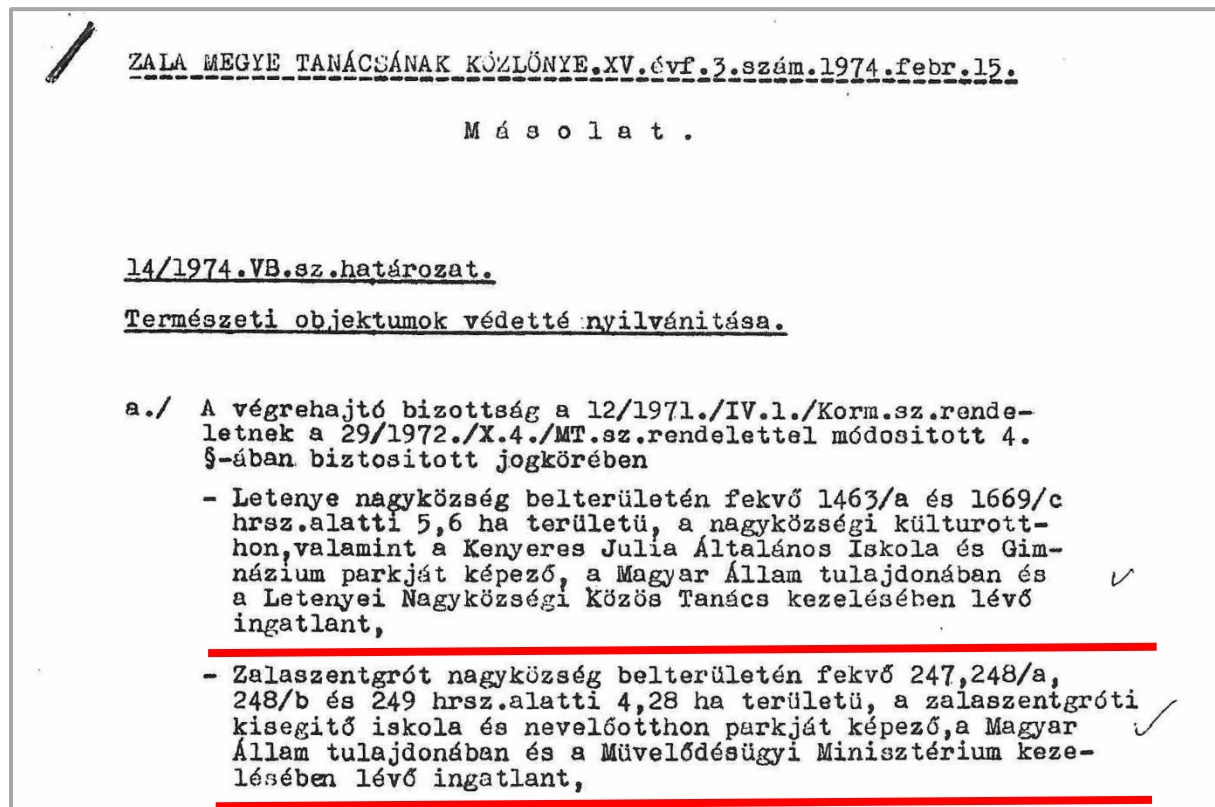 ZALA MEGYE TANÁCSÁNAK KÖZLÖNYE.XV.évf.3.szám.1974.febr.15.
Másolat.
14/1974.VB.sz.határozat.
Természeti objektumok védetté nyilvánitása.
a./ A végrehajtó bizottság a 12/1971./IV.1./Korm.sz.rende-
letnek a 29/1972./X.4./MT.sz.rendelettel módositott 4.
§-ában biztositott jogkörében
- Letenye nagyközség belterületén fekvő 1463/a és 1669/c
hrsz.alatti 5,6 ha területü, a nagyközségi külturott-
hon,valamint a Kenyeres Julia Általános Iskola és Gim-
názium parkját képező, a Magyar Állam tulajdonában és
a Letenyei Nagyközségi Közös Tanács kezelésében lévő
ingatlant,
- Zalaszentgrót nagyközség belterületén fekvő 247,248/a,
248/b és 249 hrsz.alatti 4,28 ha területü, a zalaszentgróti
kisegitő iskola és nevelőotthon parkját képező,a Magyar
Állam tulajdonában és a Müvelődésügyi Minisztérium keze-
lésében lévő ingatlant,